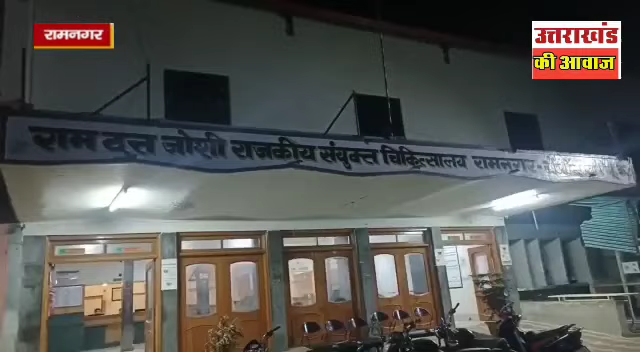 रामनगर
उत्तराखंड
की आवाज
राम दत्त जोशी राजकीय संयुक्त चिकित्सालय रामनगर -